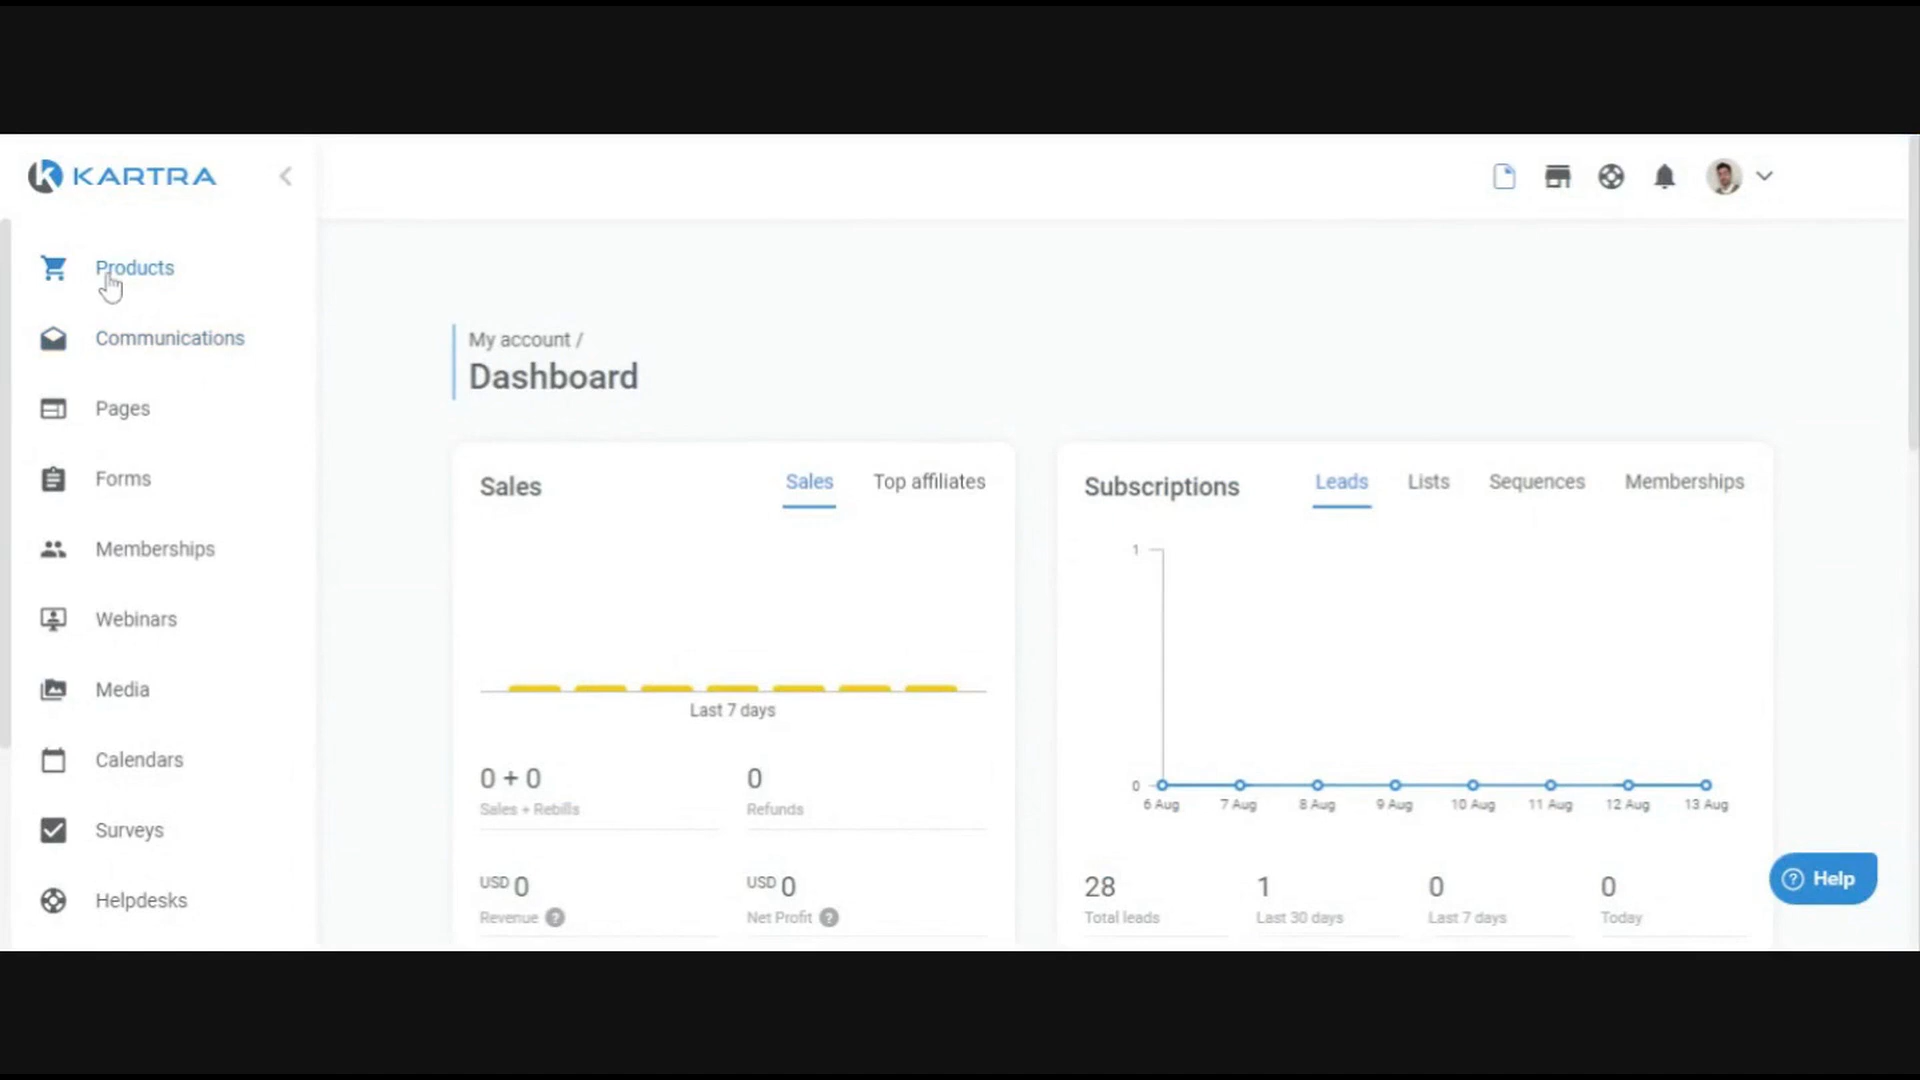 KARTRA
Products
Communications
Pages
Forms
Memberships
Webinars
Media
Calendars
Surveys
Helpdesks
My account /
Dashboard
Sales
Sales Top affiliates
Last 7 days
0 + 0
Sales + Rebills
0
Refunds
USD 0
Revenue ?
USD 0
Net Profit ?
Subscriptions
Leads Lists Sequences Memberships
1
0
6 Aug 7 Aug 8 Aug 9 Aug 10 Aug 11 Aug 12 Aug 13 Aug
28
Total leads
1
Last 30 days
0
Last 7 days
0
Today
? Help